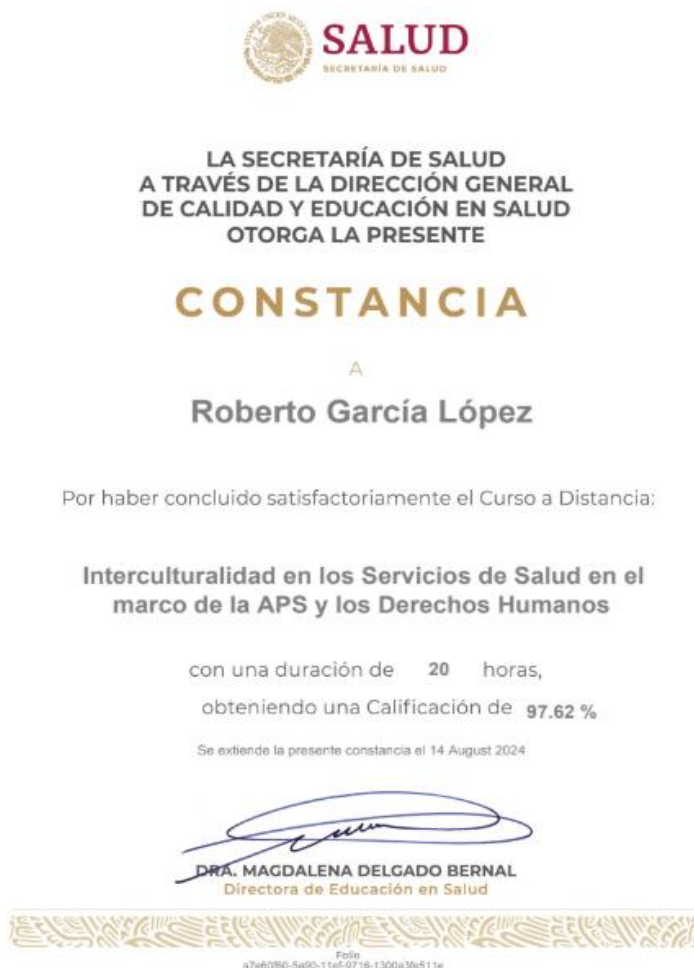 SALUD
SECRETARÍA DE SALUD
LA SECRETARÍA DE SALUD
A TRAVÉS DE LA DIRECCIÓN GENERAL
DE CALIDAD Y EDUCACIÓN EN SALUD
OTORGA LA PRESENTE
CONSTANCIA
A
Roberto García López
Por haber concluido satisfactoriamente el Curso a Distancia:
Interculturalidad en los Servicios de Salud en el
marco de la APS y los Derechos Humanos
con una duración de 20 horas,
obteniendo una Calificación de 97.62 %
Se extiende la presente constancia el 14 August 2024
DRA. MAGDALENA DELGADO BERNAL
Directora de Educación en Salud
Folio